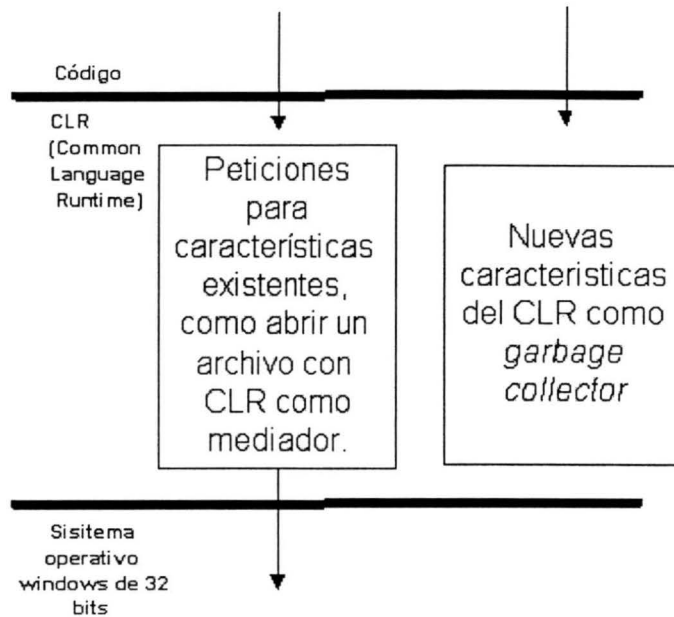 Código
CLR
(Common
Language
Runtime)
Peticiones
para
características
existentes,
como abrir un
archivo con
CLR como
mediador.
Nuevas
caracteristicas
del CLR como
garbage
collector
Sisitema
operativo
windows de 32
bits